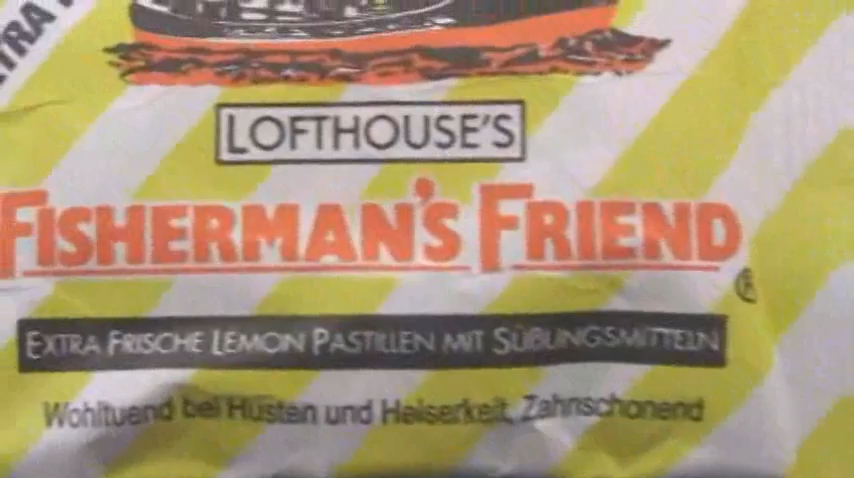 LOFTHOUSE'S
FISHERMAN'S FRIEND
®
EXTRA FRISCHE LEMON PASTILLEN MIT SÜßUNGSMITTELN
Wohltuend bei Husten und Heiserkeit, Zahnschonend